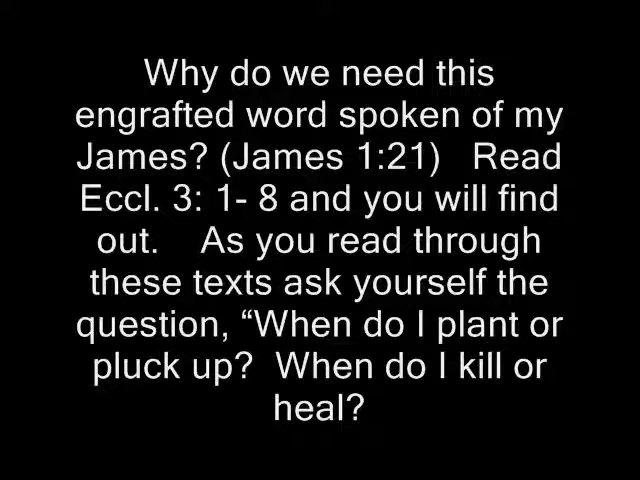 Why do we need this
engrafted word spoken of my
James? (James 1:21)   Read
Eccl. 3: 1- 8 and you will find
out.    As you read through
these texts ask yourself the
question, “When do I plant or
pluck up?  When do I kill or
heal?